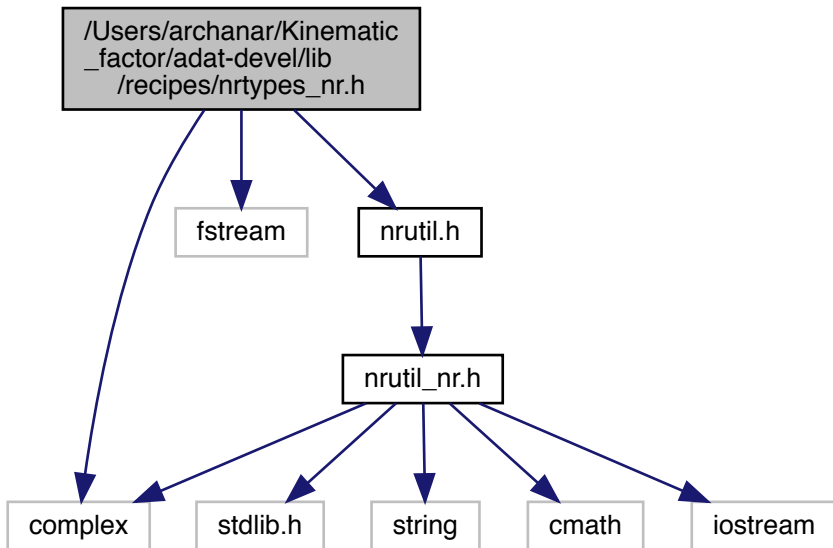 /Users/archanar/Kinematic
_factor/adat-devel/lib
/recipes/nrtypes_nr.h
fstream
nrutil.h
nrutil_nr.h
complex
stdlib.h
string
cmath
iostream